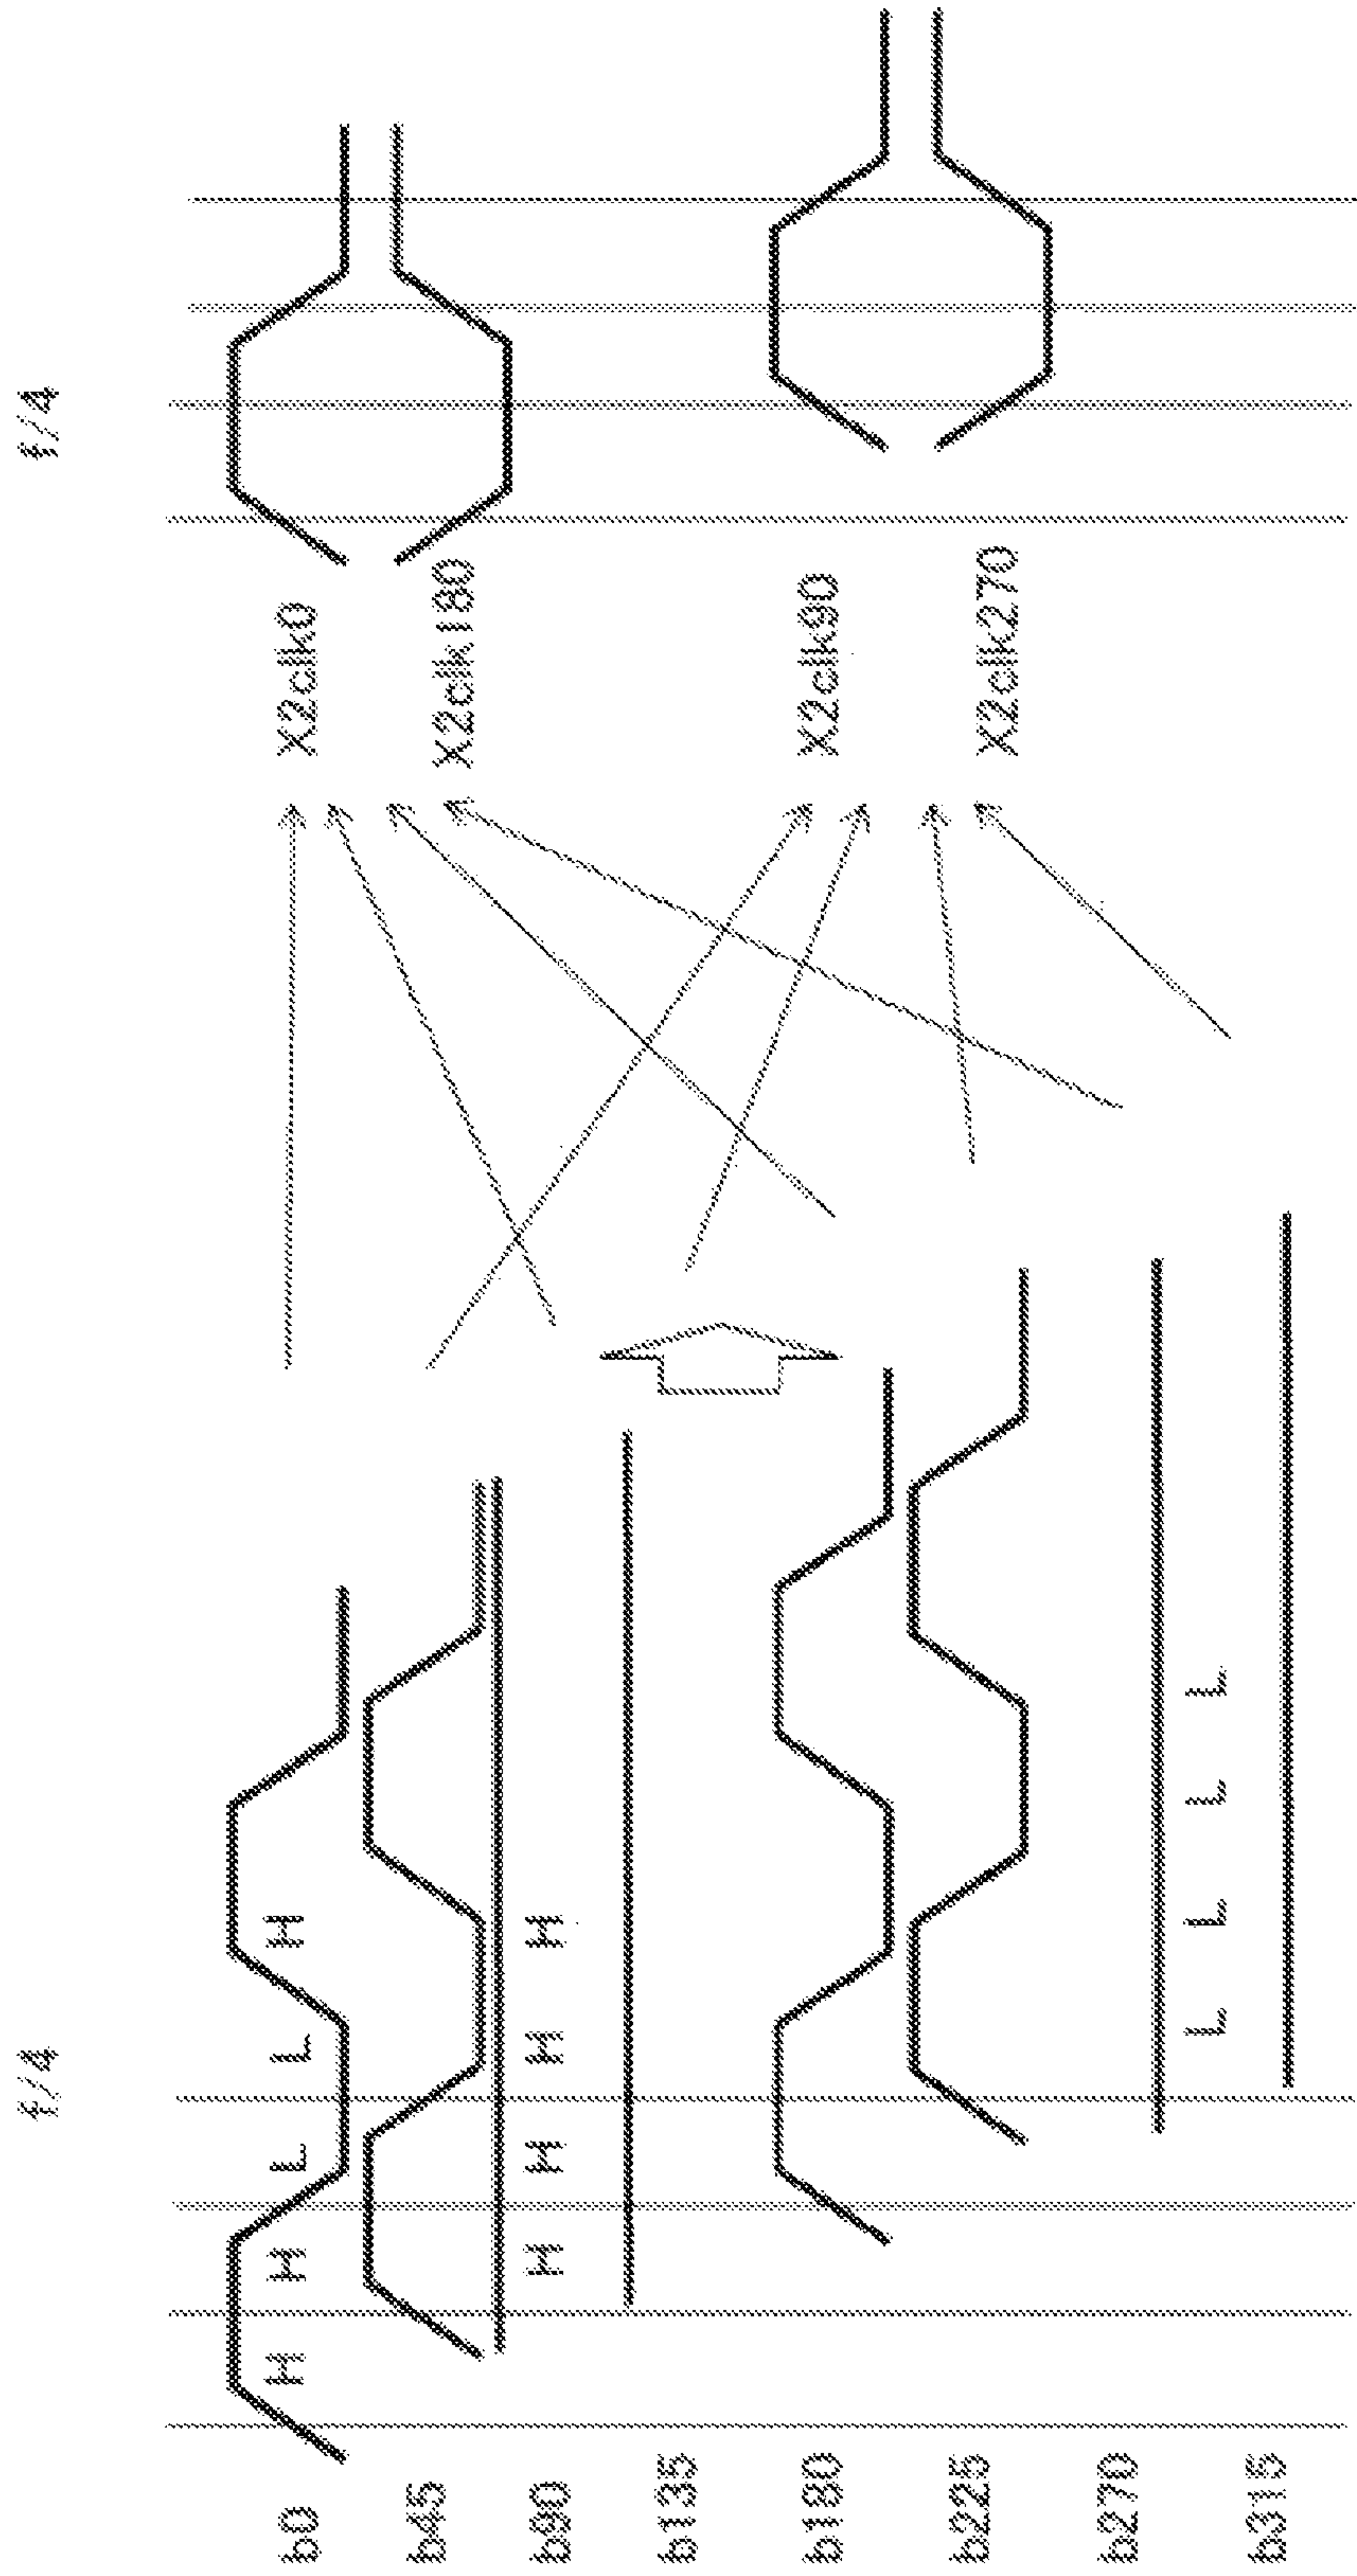 f/4 f/4
b0 H H L L H X2clk0
b45 X2clk180
b90 H H H H
b135
b180 X2clk90
b225 X2clk270
b270
L L L L
b315